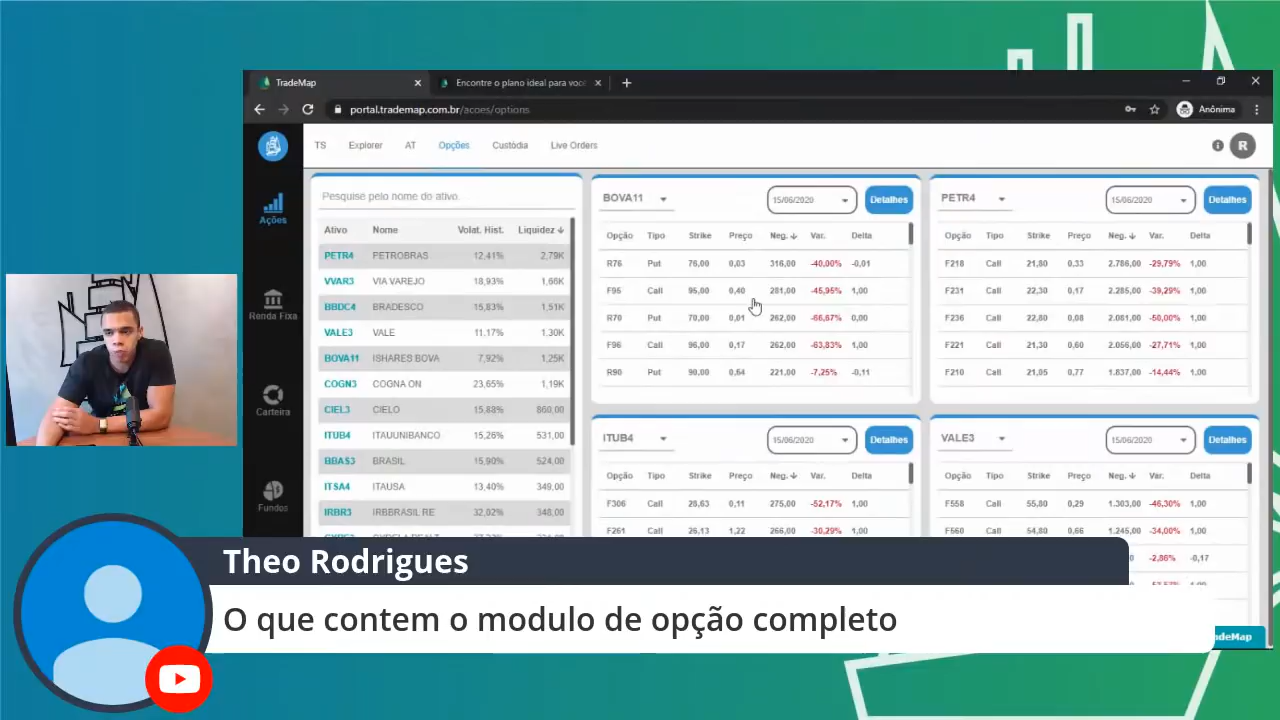 TradeMap
Encontre o plano ideal para você
portal.trademap.com.br/acoes/options
Anônima
TS Explorer AT Opções Custódia Live Orders
R
Ações
Renda Fixa
Carteira
Fundos
Pesquise pelo nome do ativo.
Ativo Nome Volat. Hist. Liquidez
PETR4 PETROBRAS 12,41% 2,79K
VVAR3 VIA VAREJO 18,93% 1,66K
BBDC4 BRADESCO 15,83% 1,51K
VALE3 VALE 11,17% 1,30K
BOVA11 ISHARES BOVA 7,92% 1,25K
COGN3 COGNA ON 23,65% 1,19K
CIEL3 CIELO 15,88% 860,00
ITUB4 ITAUUNIBANCO 15,26% 531,00
BBAS3 BRASIL 15,90% 524,00
ITSA4 ITAUSA 13,40% 349,00
IRBR3 IRBBRASIL RE 32,02% 348,00
BOVA11 15/06/2020 Detalhes
Opção Tipo Strike Preço Neg. Var. Delta
R76 Put 76,00 0,03 316,00 -40,00% -0,01
F95 Call 95,00 0,40 281,00 -45,95% 1,00
R70 Put 70,00 0,01 262,00 -66,67% 0,00
F96 Call 96,00 0,17 262,00 -63,83% 1,00
R90 Put 90,00 0,64 221,00 -7,25% -0,11
PETR4 15/06/2020 Detalhes
Opção Tipo Strike Preço Neg. Var. Delta
F218 Call 21,80 0,33 2.786,00 -29,79% 1,00
F231 Call 22,30 0,17 2.285,00 -39,29% 1,00
F236 Call 22,80 0,08 2.081,00 -50,00% 1,00
F221 Call 21,30 0,60 2.056,00 -27,71% 1,00
F210 Call 21,05 0,77 1.837,00 -14,44% 1,00
ITUB4 15/06/2020 Detalhes
Opção Tipo Strike Preço Neg. Var. Delta
F306 Call 28,63 0,11 275,00 -52,17% 1,00
F261 Call 26,13 1,22 266,00 -30,29% 1,00
VALE3 15/06/2020 Detalhes
Opção Tipo Strike Preço Neg. Var. Delta
F558 Call 55,80 0,29 1.303,00 -46,30% 1,00
F560 Call 54,80 0,66 1.245,00 -34,00% 1,00
-2,86% -0,17
Theo Rodrigues
O que contem o modulo de opção completo